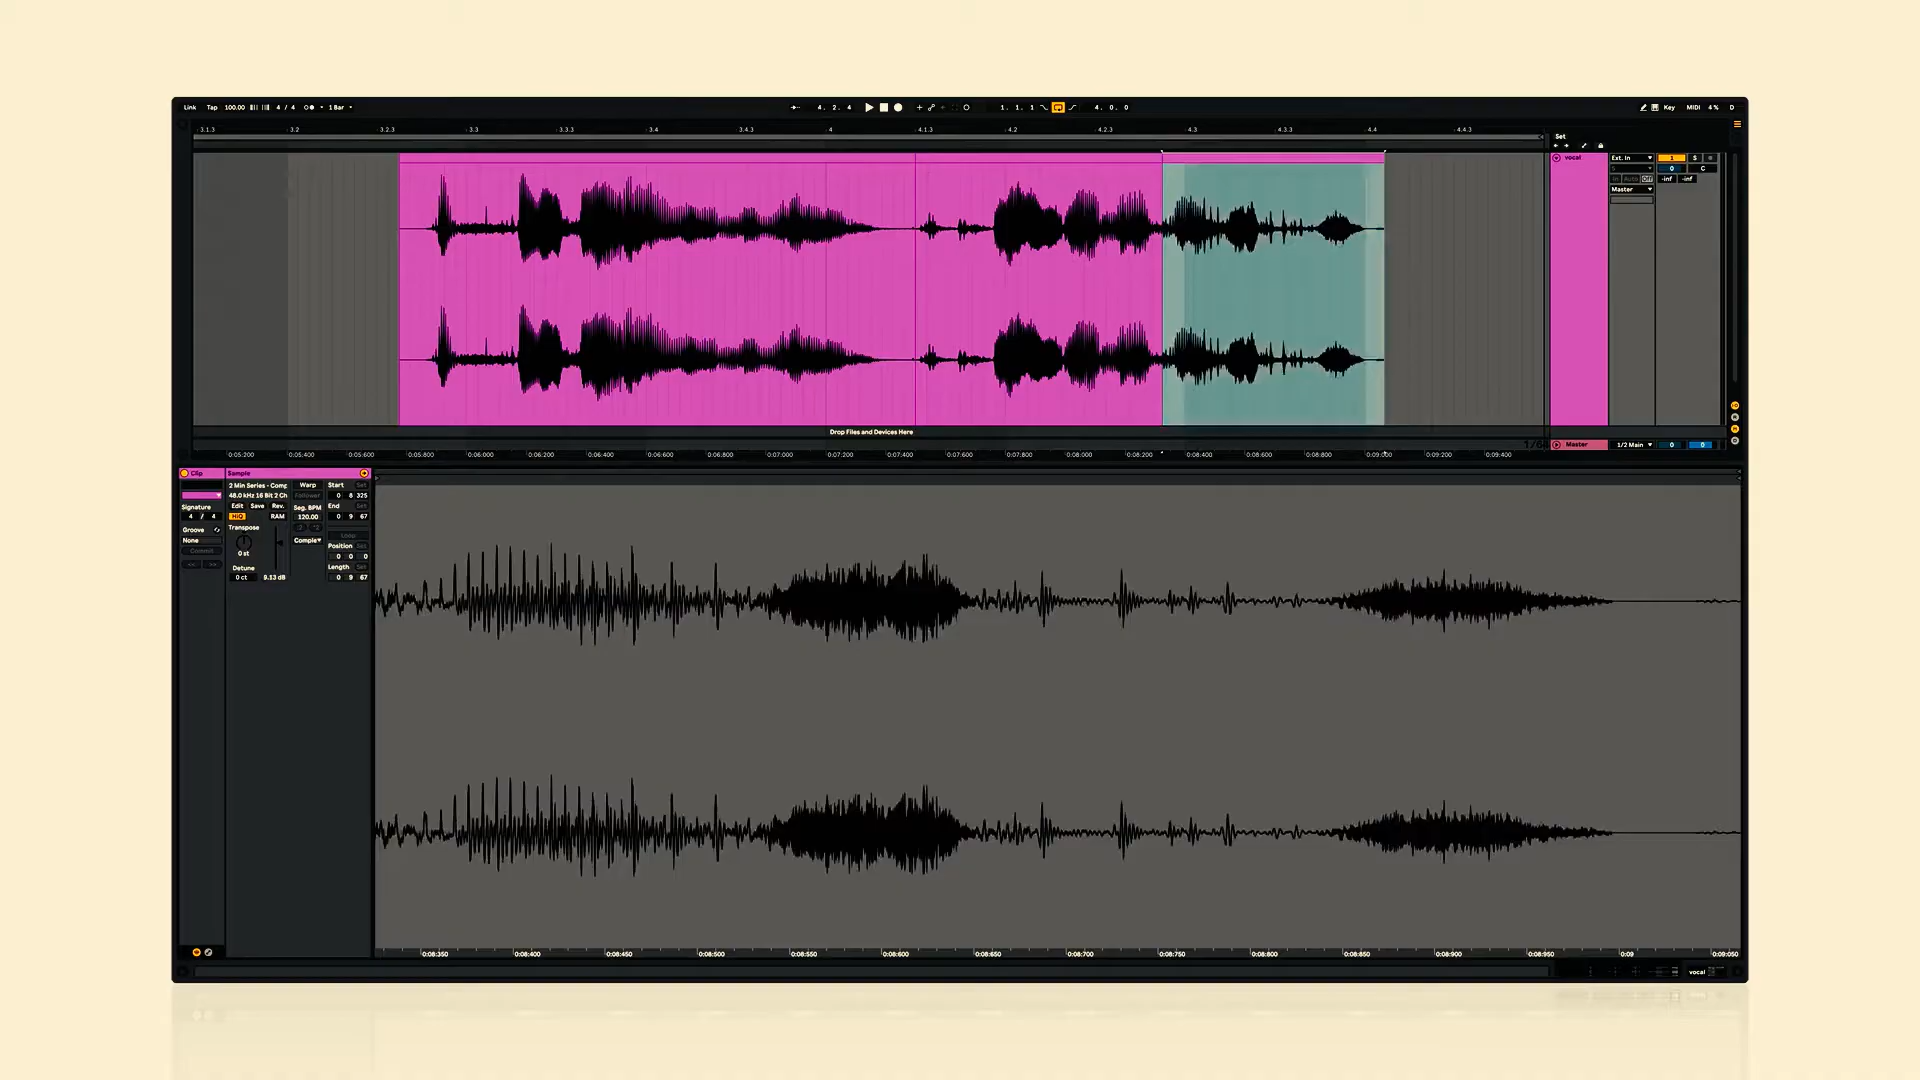 Link Tap 100.00 4 / 4 1 Bar 4. 2. 4 1. 1. 1 4. 0. 0 Key MIDI 4 % D
3.1.3 3.2 3.2.3 3.3 3.3.3 3.4 3.4.3 4 4.1.3 4.2 4.2.3 4.3 4.3.3 4.4 4.4.3
Set
vocal Ext. In 1 S
0 C
In Auto Off -inf -inf
Master
Drop Files and Devices Here
Master 1/2 Main 0 0
0:05:200 0:05:400 0:05:600 0:05:800 0:06:000 0:06:200 0:06:400 0:06:600 0:06:800 0:07:000 0:07:200 0:07:400 0:07:600 0:07:800 0:08:000 0:08:200 0:08:400 0:08:600 0:08:800 0:09:000 0:09:200 0:09:400
Clip Sample
2 Min Series - Comp Warp Start Set
48.0 kHz 16 Bit 2 Ch 0 8 325
Signature Edit Save Rev. Seg. BPM End Set
4 / 4 HiQ RAM 120.00 0 9 67
Groove Transpose Loop
None Comple Position Set
Commit 0 st 0 0 0
<< >> Detune Length Set
0 ct 9.13 dB 0 9 67
0:08:350 0:08:400 0:08:450 0:08:500 0:08:550 0:08:600 0:08:650 0:08:700 0:08:750 0:08:800 0:08:850 0:08:900 0:08:950 0:09 0:09:050
vocal